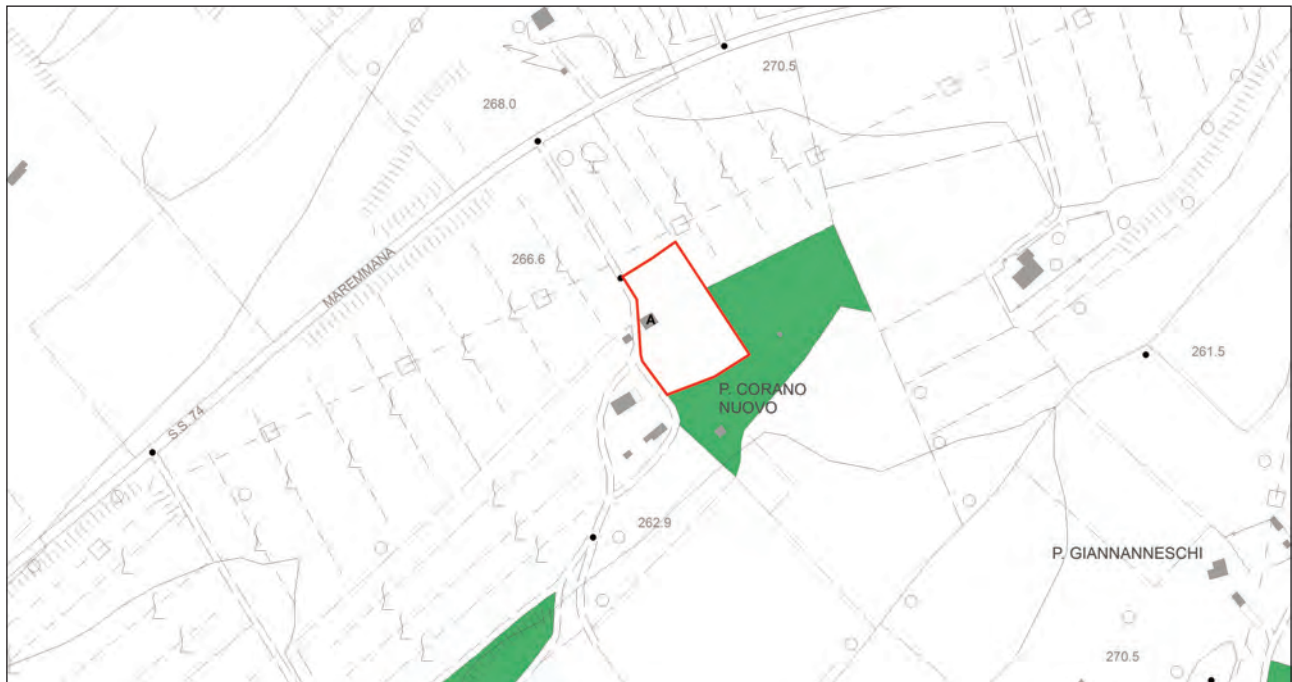 270.5
268.0
MAREMMANA
266.6
A
261.5
P. CORANO
NUOVO
S.S. 74
262.9
P. GIANNANNESCHI
270.5